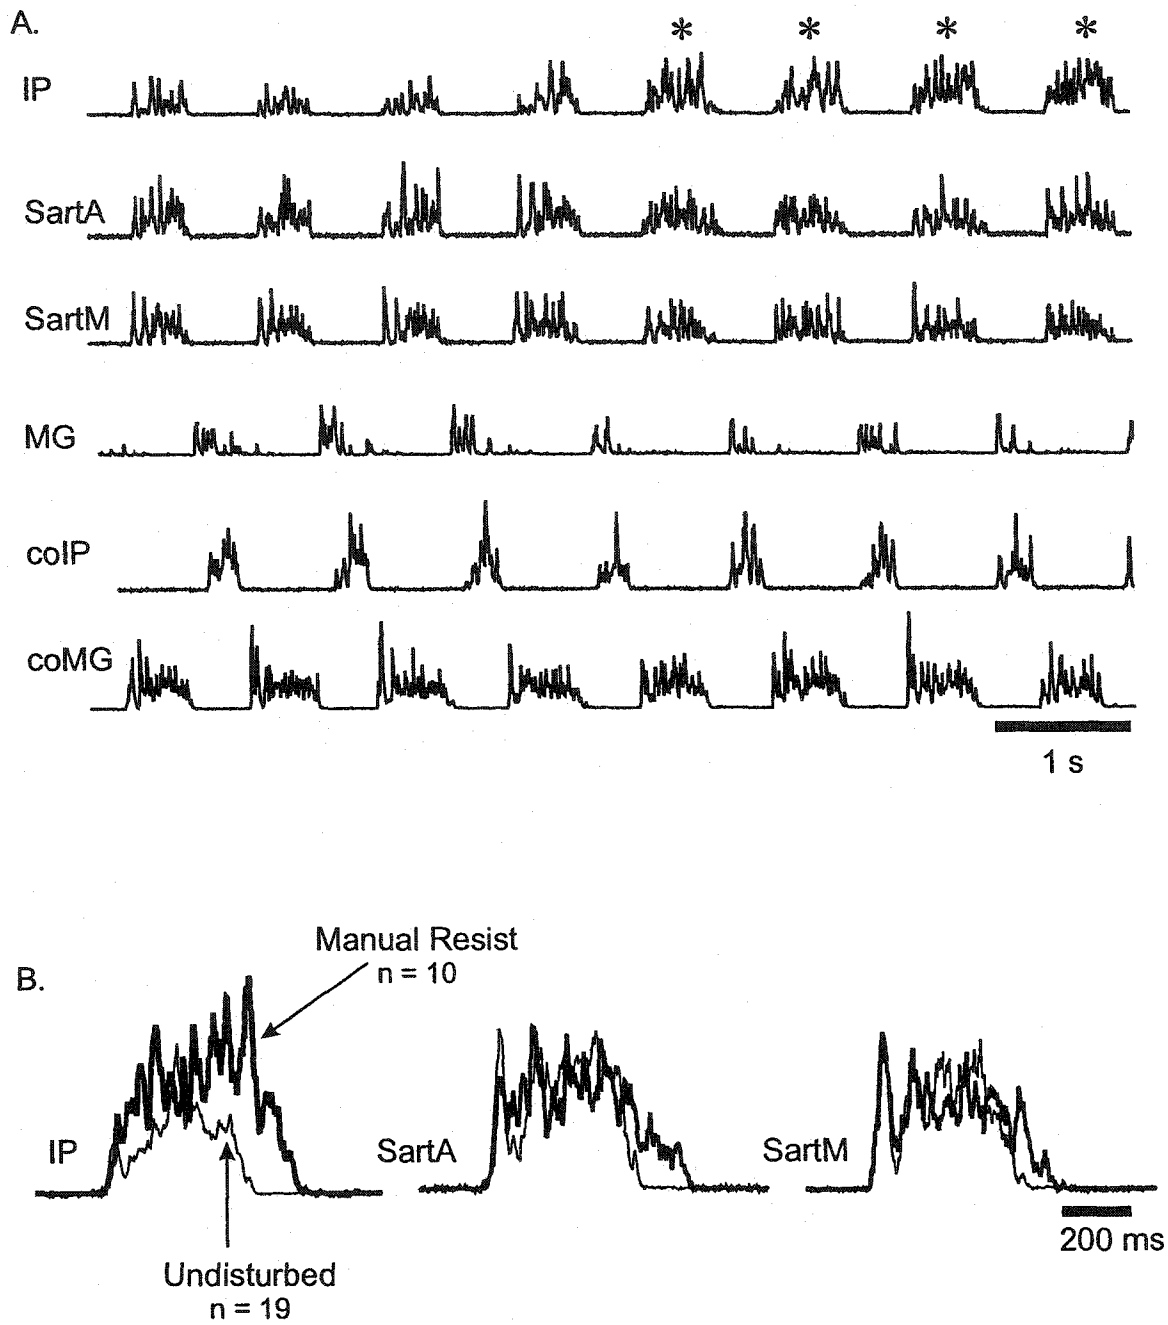 A.
* * * *
IP
SartA
SartM
MG
coIP
coMG
1 s
Manual Resist
n = 10
B.
IP
SartA
SartM
200 ms
Undisturbed
n = 19